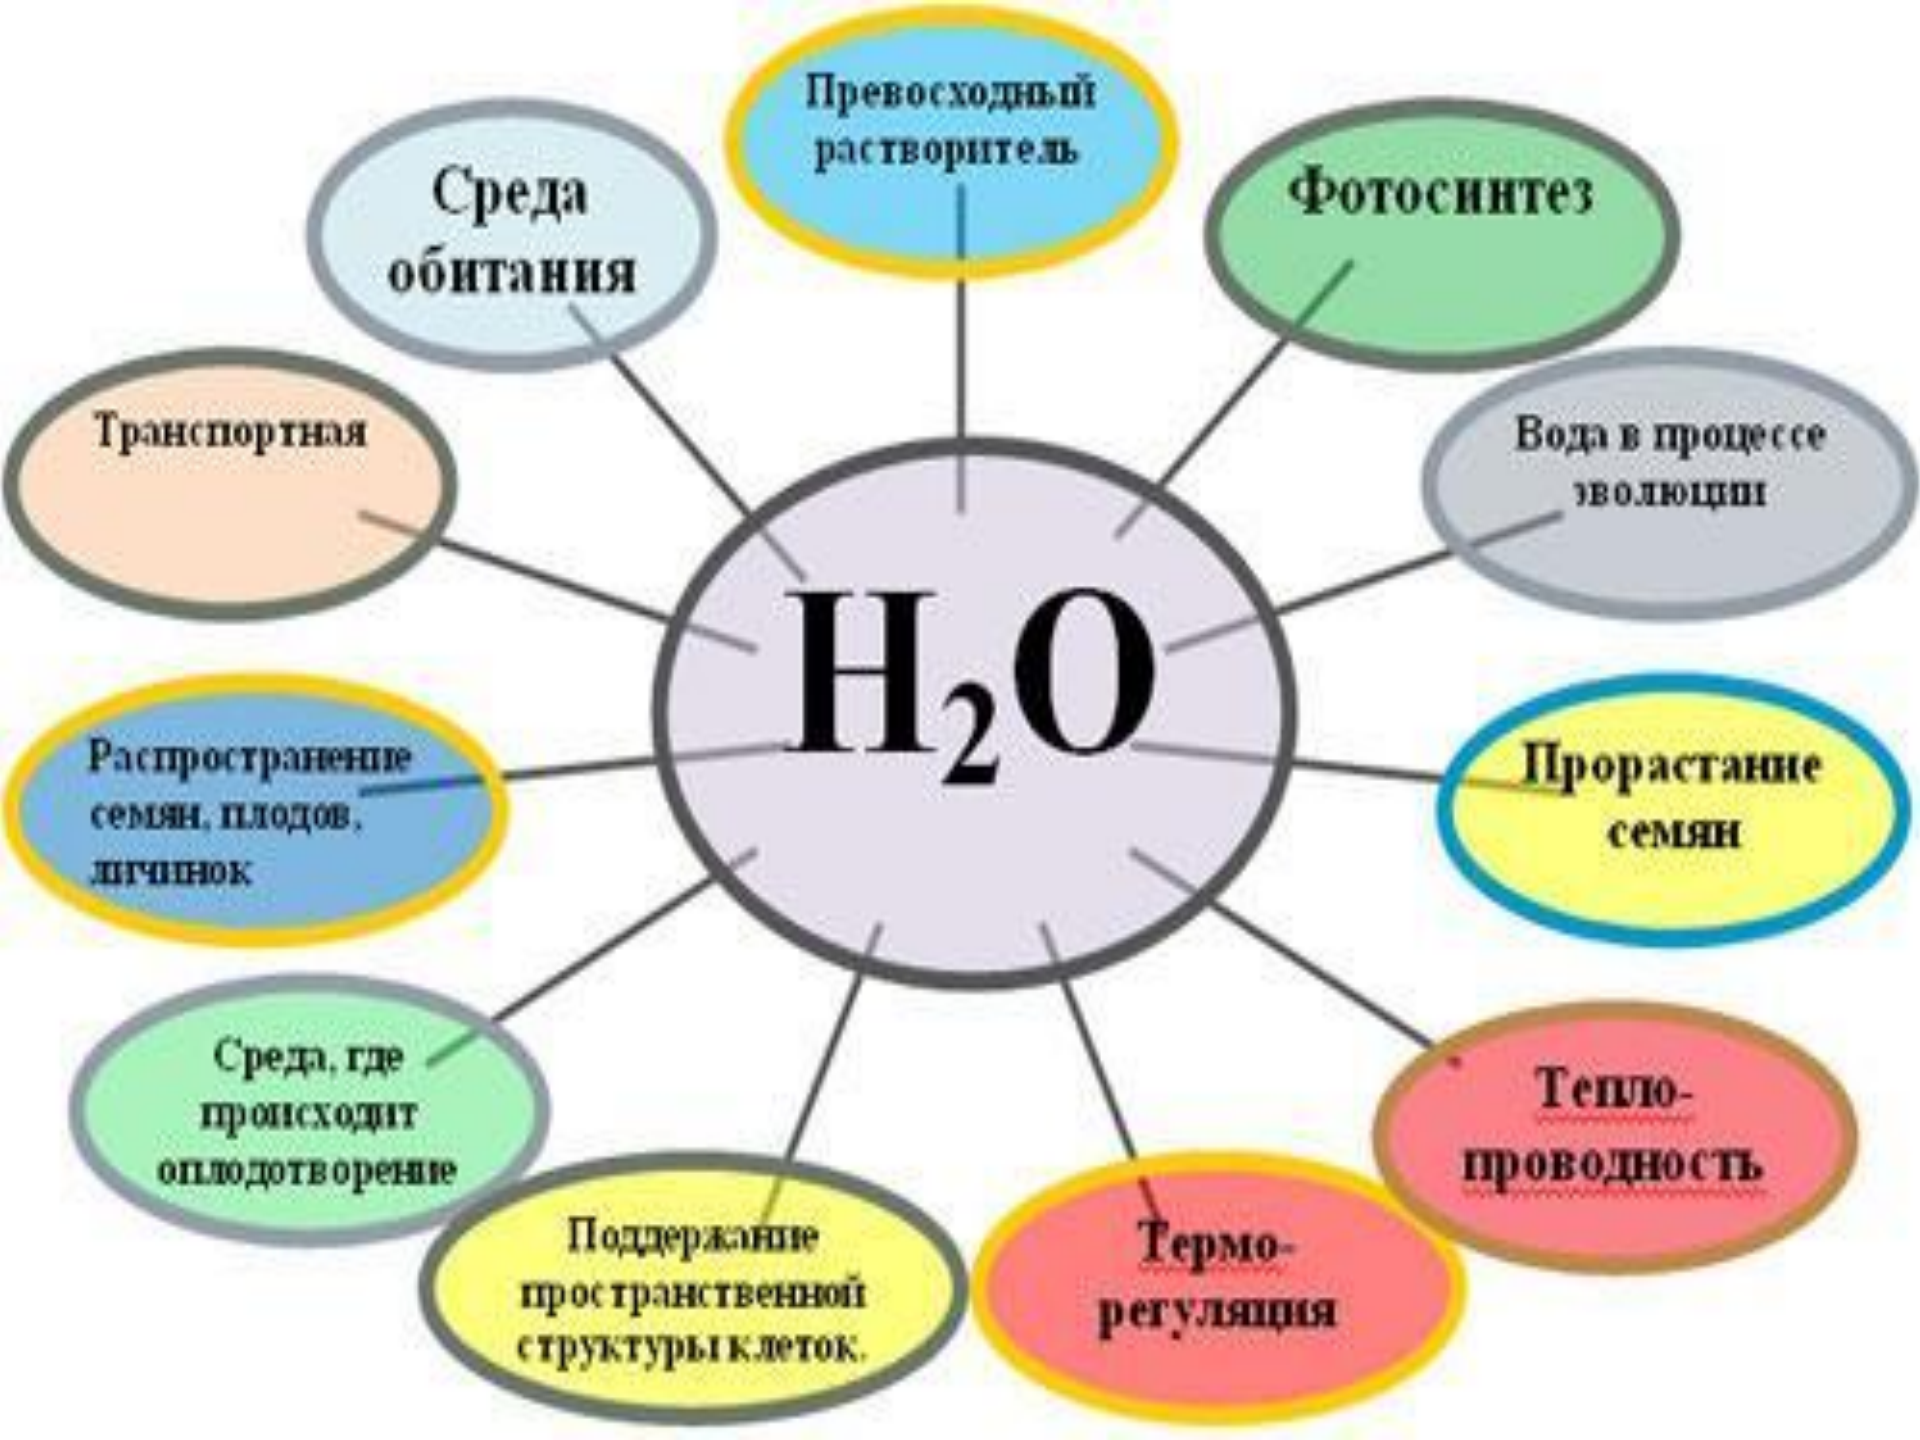 Превосходный
растворитель
Фотосинтез
Вода в процессе
эволюции
Прорастание
семян
Тепло-
проводность
Термо-
регуляция
Поддержание
пространственной
структуры клеток.
Среда, где
происходит
оплодотворение
Распространение
семян, плодов,
личинок
Транспортная
Среда
обитания
H₂O